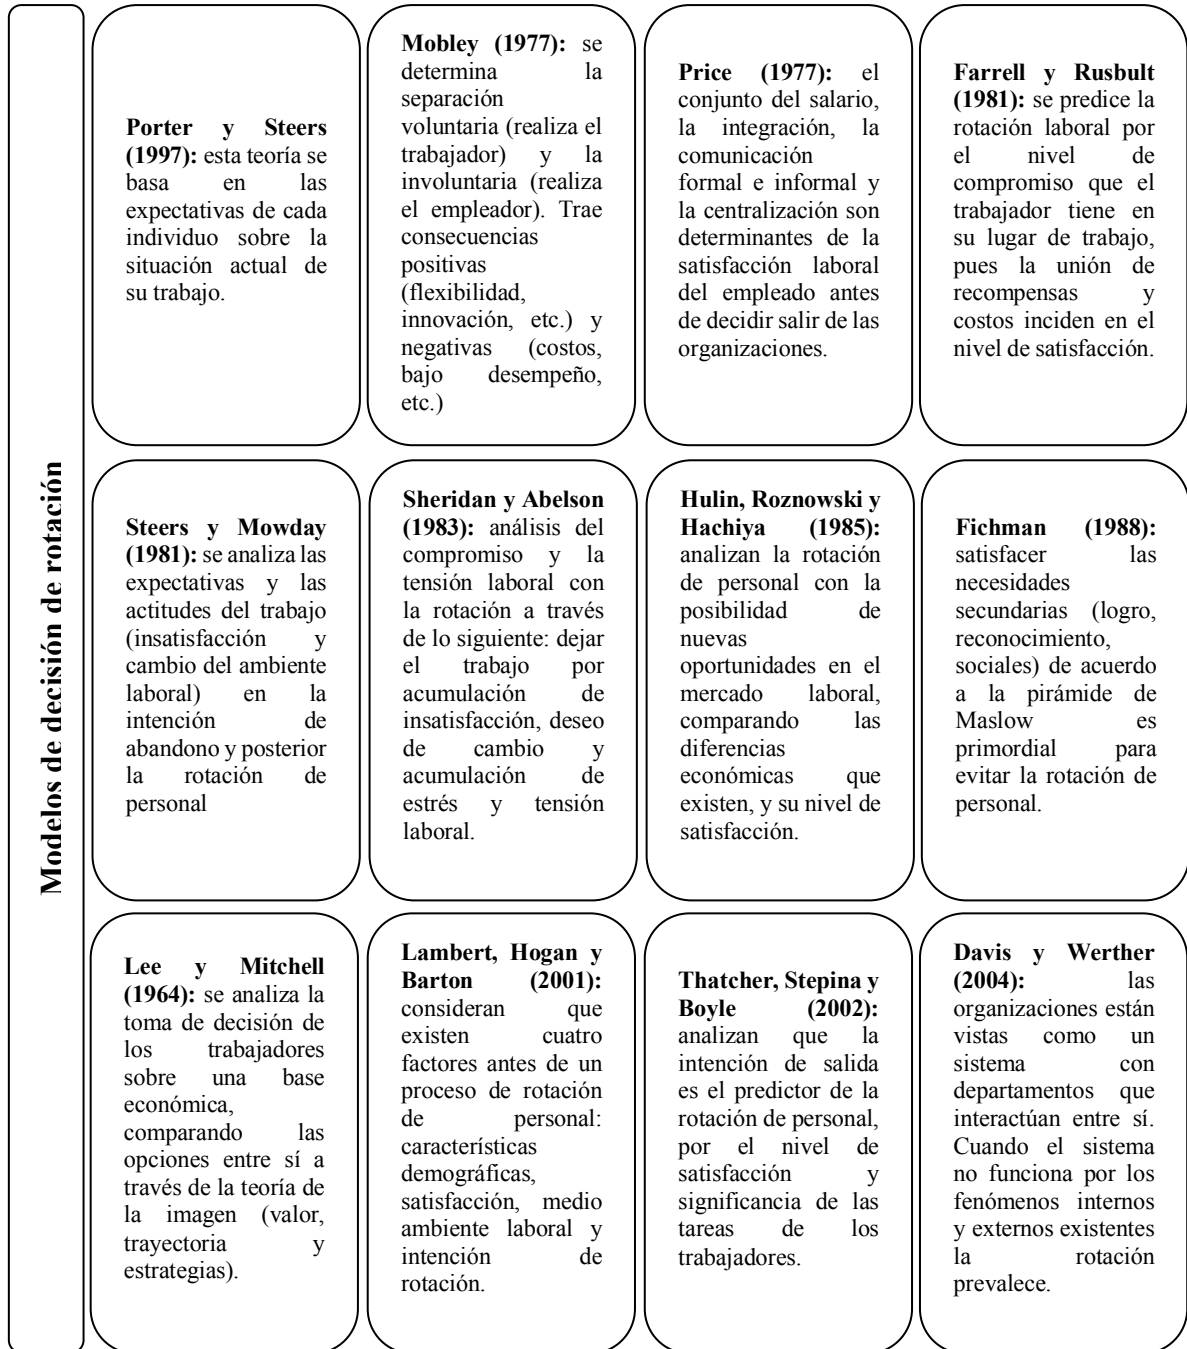 Modelos de decisión de rotación
Porter y Steers
(1997): esta teoría se
basa en las
expectativas de cada
individuo sobre la
situación actual de
su trabajo.
Mobley (1977): se
determina la
separación
voluntaria (realiza el
trabajador) y la
involuntaria (realiza
el empleador). Trae
consecuencias
positivas
(flexibilidad,
innovación, etc.) y
negativas (costos,
bajo desempeño,
etc.)
Price (1977): el
conjunto del salario,
la integración, la
comunicación
formal e informal y
la centralización son
determinantes de la
satisfacción laboral
del empleado antes
de decidir salir de las
organizaciones.
Farrell y Rusbult
(1981): se predice la
rotación laboral por
el nivel de
compromiso que el
trabajador tiene en
su lugar de trabajo,
pues la unión de
recompensas y
costos inciden en el
nivel de satisfacción.
Steers y Mowday
(1981): se analiza las
expectativas y las
actitudes del trabajo
(insatisfacción y
cambio del ambiente
laboral) en la
intención de
abandono y posterior
la rotación de
personal
Sheridan y Abelson
(1983): análisis del
compromiso y la
tensión laboral con
la rotación a través
de lo siguiente: dejar
el trabajo por
acumulación de
insatisfacción, deseo
de cambio y
acumulación de
estrés y tensión
laboral.
Hulin, Roznowski y
Hachiya (1985):
analizan la rotación
de personal con la
posibilidad de
nuevas
oportunidades en el
mercado laboral,
comparando las
diferencias
económicas que
existen, y su nivel de
satisfacción.
Fichman (1988):
satisfacer las
necesidades
secundarias (logro,
reconocimiento,
sociales) de acuerdo
a la pirámide de
Maslow es
primordial para
evitar la rotación de
personal.
Lee y Mitchell
(1964): se analiza la
toma de decisión de
los trabajadores
sobre una base
económica,
comparando las
opciones entre sí a
través de la teoría de
la imagen (valor,
trayectoria y
estrategias).
Lambert, Hogan y
Barton (2001):
consideran que
existen cuatro
factores antes de un
proceso de rotación
de personal:
características
demográficas,
satisfacción, medio
ambiente laboral y
intención de
rotación.
Thatcher, Stepina y
Boyle (2002):
analizan que la
intención de salida
es el predictor de la
rotación de personal,
por el nivel de
satisfacción y
significancia de las
tareas de los
trabajadores.
Davis y Werther
(2004): las
organizaciones están
vistas como un
sistema con
departamentos que
interactúan entre sí.
Cuando el sistema
no funciona por los
fenómenos internos
y externos existentes
la rotación
prevalece.